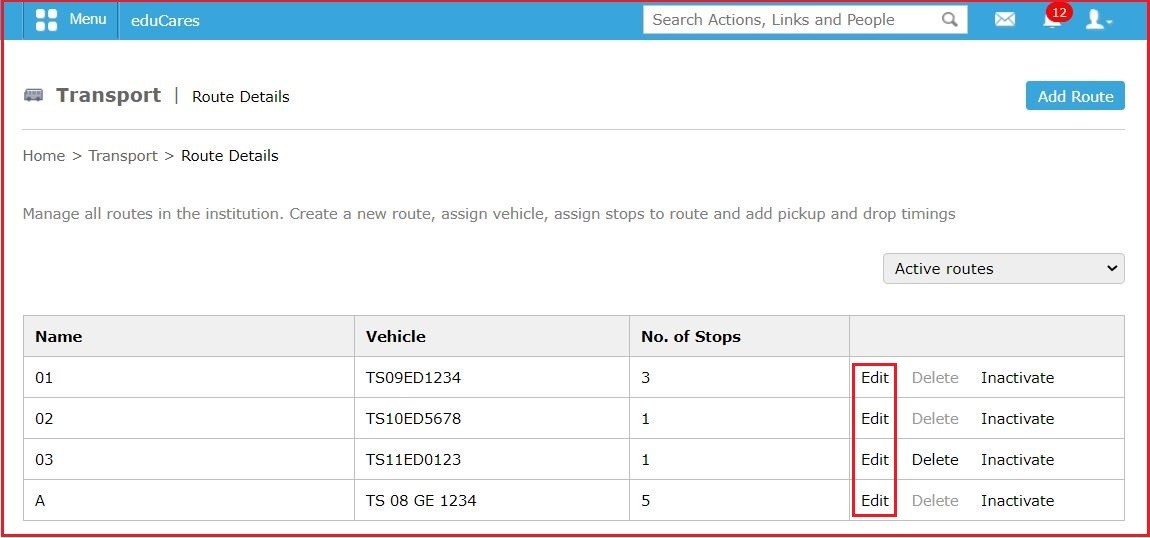 Menu eduCares Search Actions, Links and People 12
Transport | Route Details Add Route
Home > Transport > Route Details
Manage all routes in the institution. Create a new route, assign vehicle, assign stops to route and add pickup and drop timings
Active routes
Name Vehicle No. of Stops
01 TS09ED1234 3 Edit Delete Inactivate
02 TS10ED5678 1 Edit Delete Inactivate
03 TS11ED0123 1 Edit Delete Inactivate
A TS 08 GE 1234 5 Edit Delete Inactivate